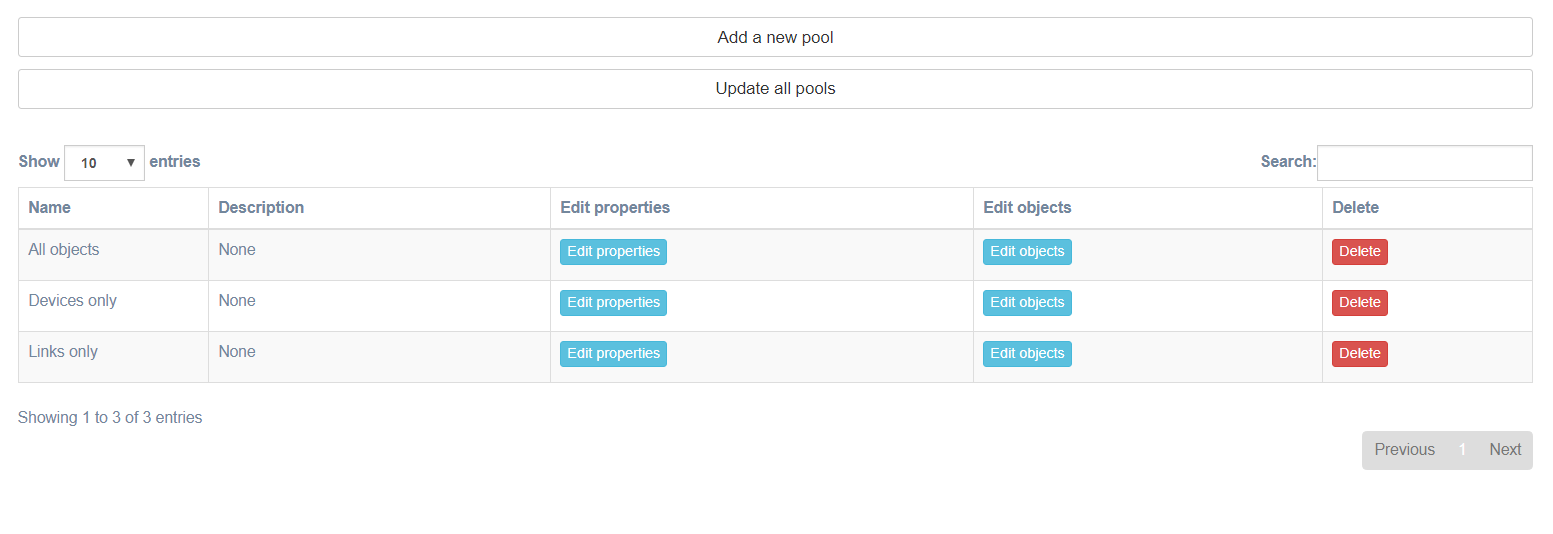 Add a new pool
Update all pools
Show 10 entries Search:
Name Description Edit properties Edit objects Delete
All objects None Edit properties Edit objects Delete
Devices only None Edit properties Edit objects Delete
Links only None Edit properties Edit objects Delete
Showing 1 to 3 of 3 entries
Previous 1 Next